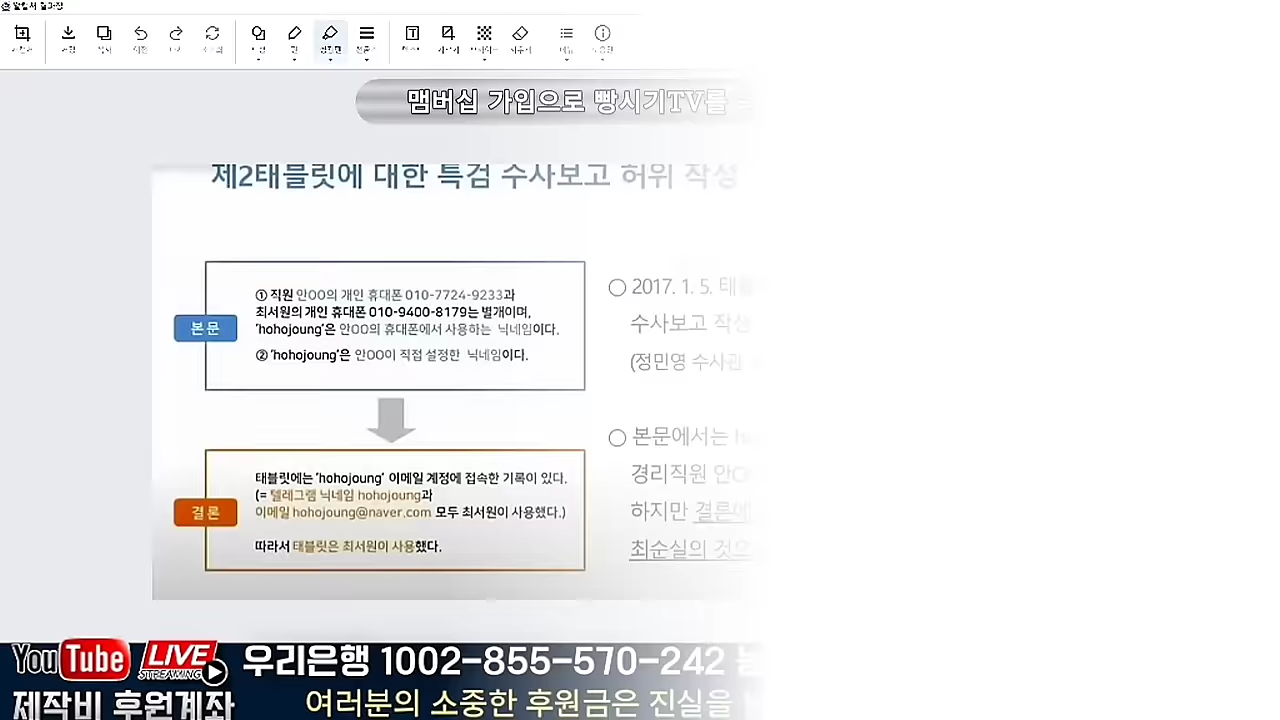 맴버십 가입으로 빵시기TV를
제2태블릿에 대한 특검 수사보고 허위 작성
① 직원 안OO의 개인 휴대폰 010-7724-9233과
최서원의 개인 휴대폰 010-9400-8179는 별개이며,
'hohojoung'은 안OO의 휴대폰에서 사용하는 닉네임이다.
② 'hohojoung'은 안OO이 직접 설정한 닉네임이다.
본문
태블릿에는 'hohojoung' 이메일 계정에 접속한 기록이 있다.
(= 텔레그램 닉네임 hohojoung과
이메일 hohojoung@naver.com 모두 최서원이 사용했다.)
따라서 태블릿은 최서원이 사용했다.
결론
○ 2017. 1. 5.
수사보고 작성
(정민영 수사관
○ 본문에서는
경리직원
하지만 결론에
최순실의 것으
YouTube LIVE STREAMING 우리은행 1002-855-570-242
제작비 후원계좌 여러분의 소중한 후원금은 진실을